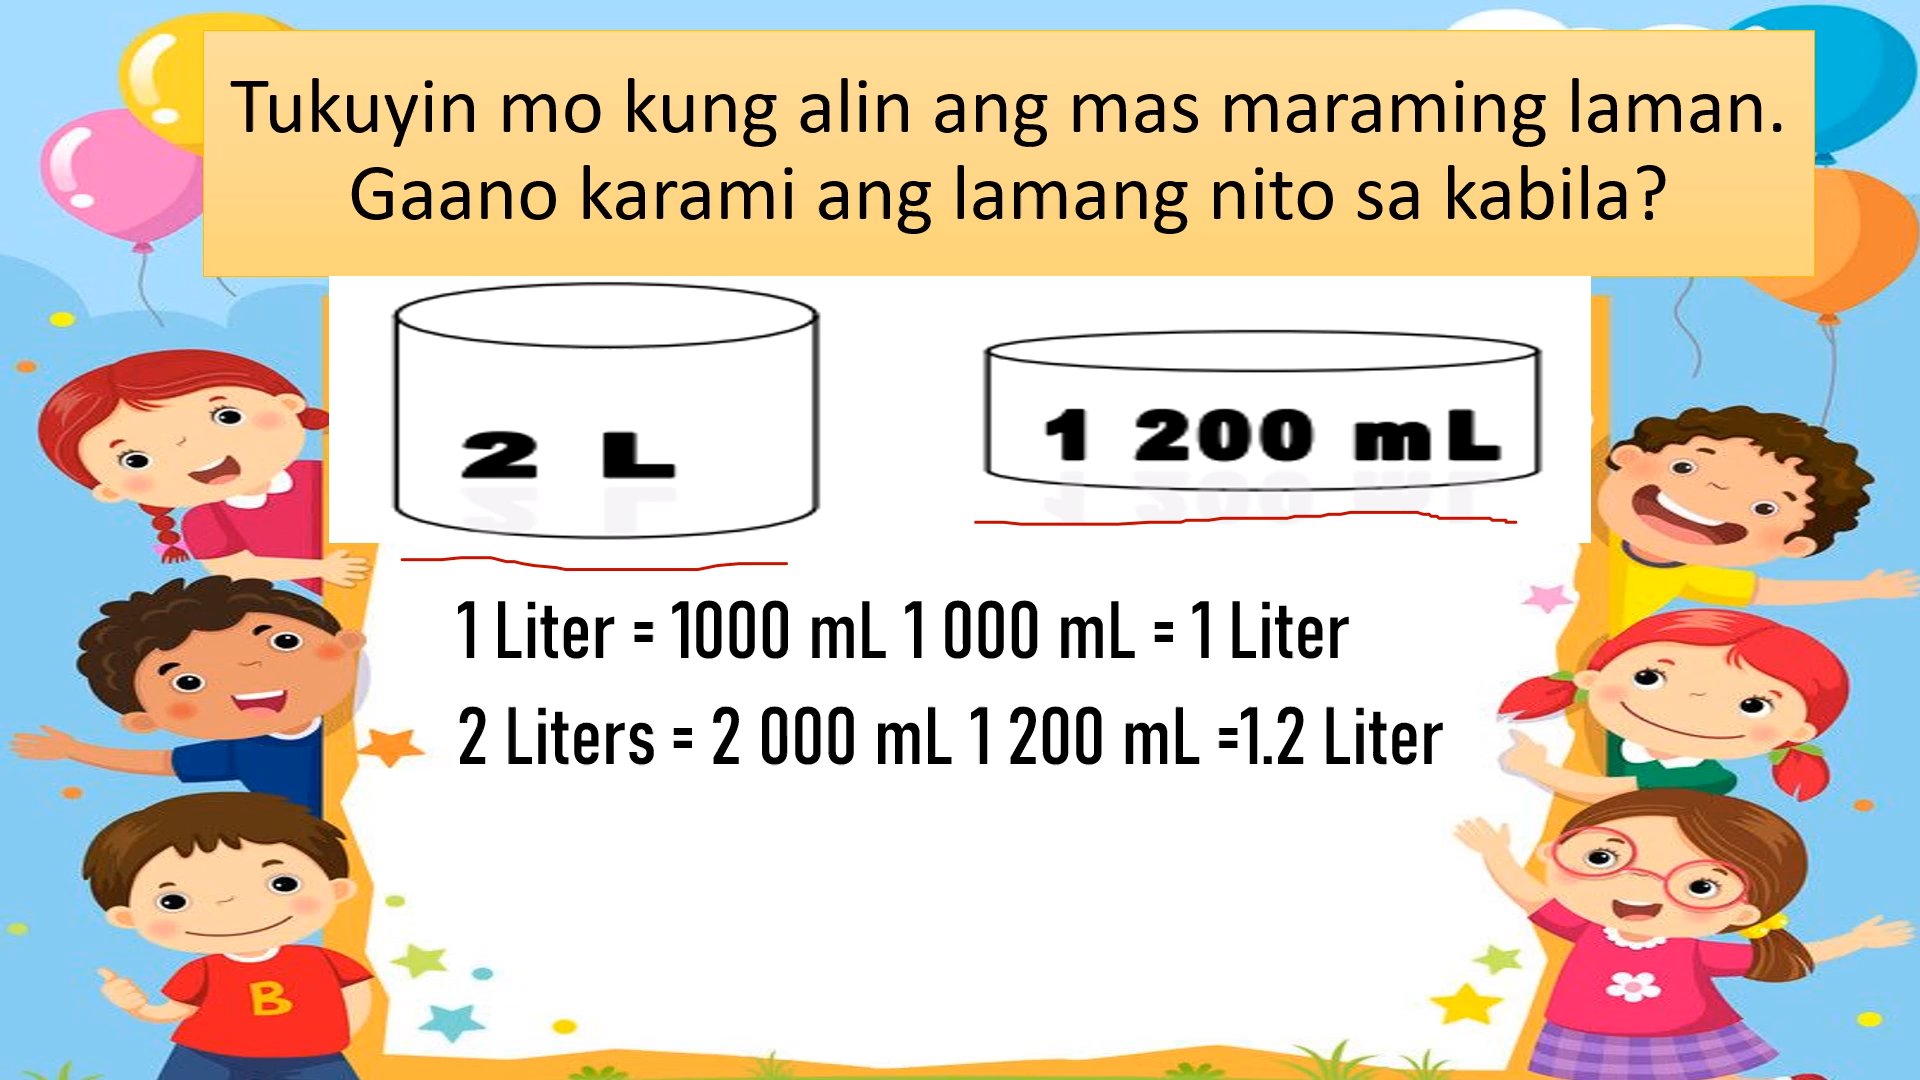 Tukuyin mo kung alin ang mas maraming laman.
Gaano karami ang lamang nito sa kabila?
2 L
1 200 mL
1 Liter = 1000 mL 1 000 mL = 1 Liter
2 Liters = 2 000 mL 1 200 mL =1.2 Liter
B